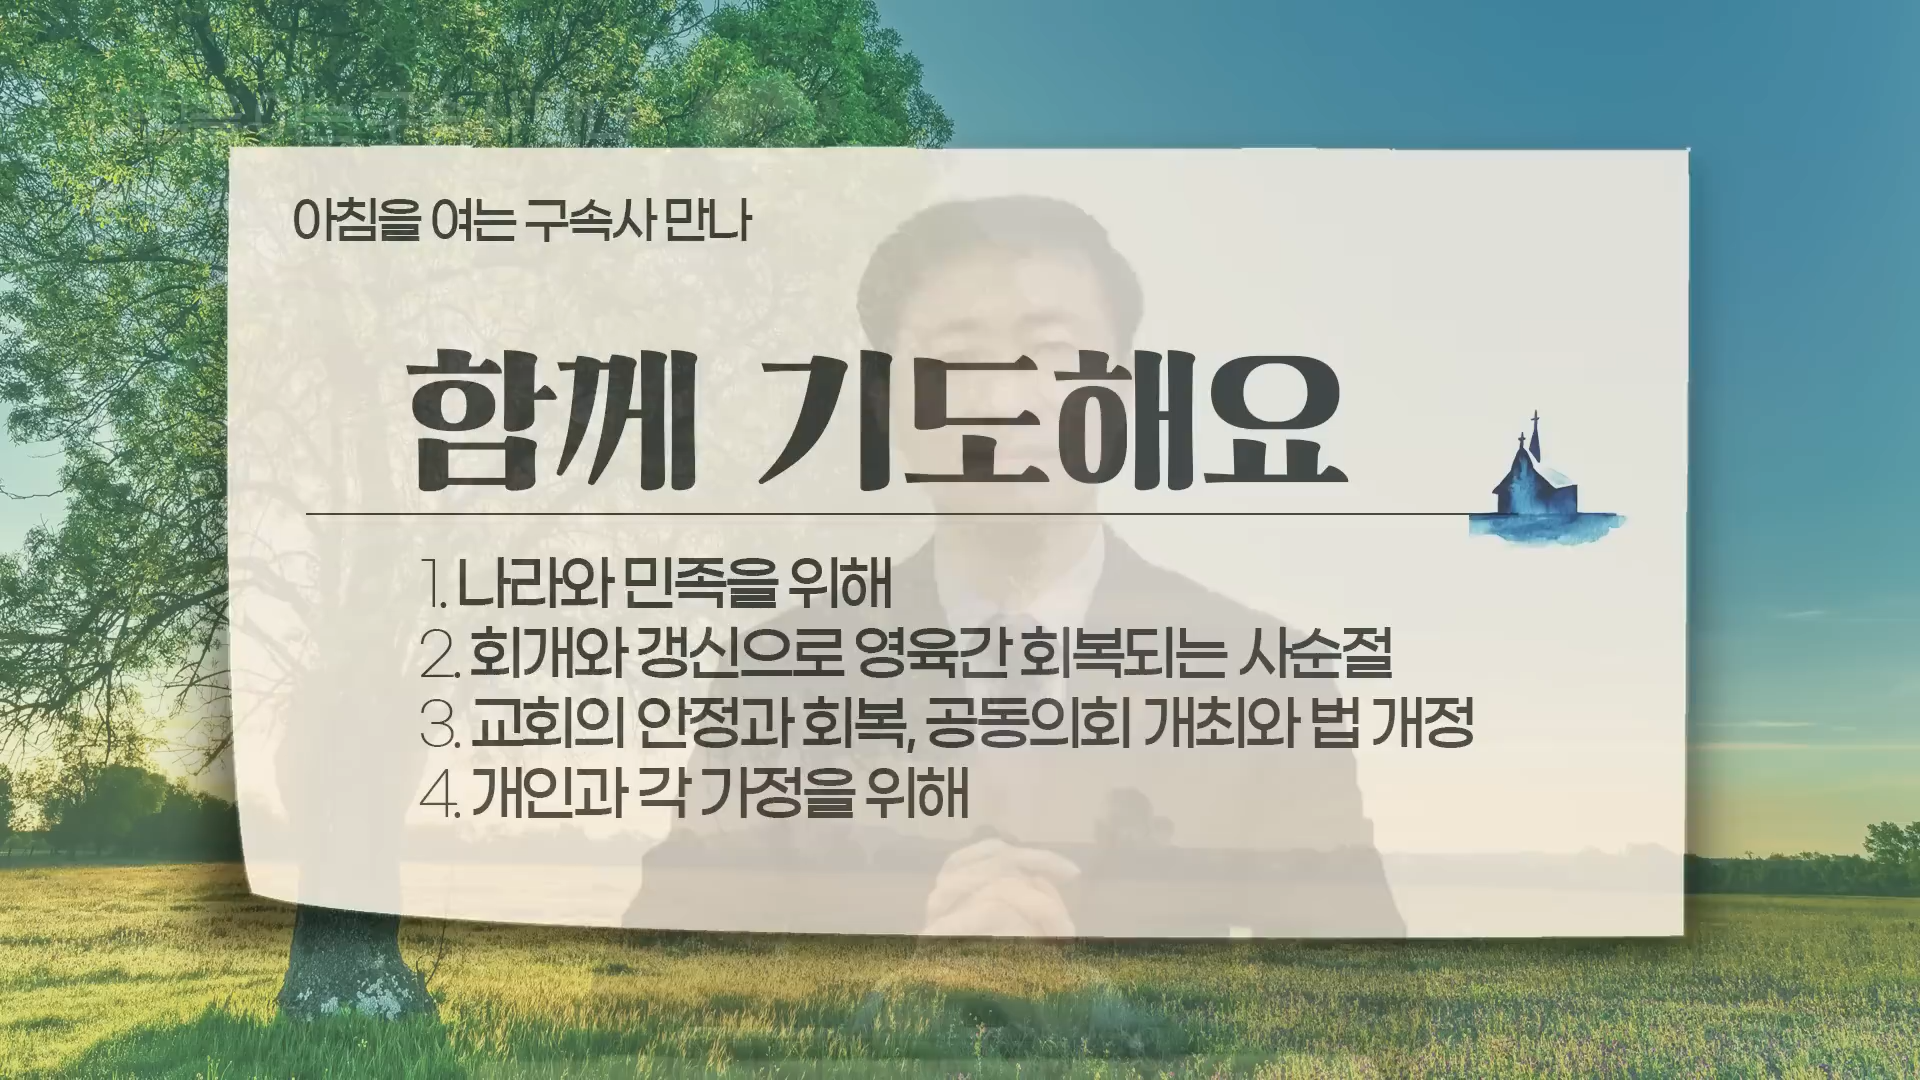 아침을 여는 구속사 만나
함께 기도해요
1. 나라와 민족을 위해
2. 회개와 갱신으로 영육간 회복되는 사순절
3. 교회의 안정과 회복, 공동의회 개최와 법 개정
4. 개인과 각 가정을 위해